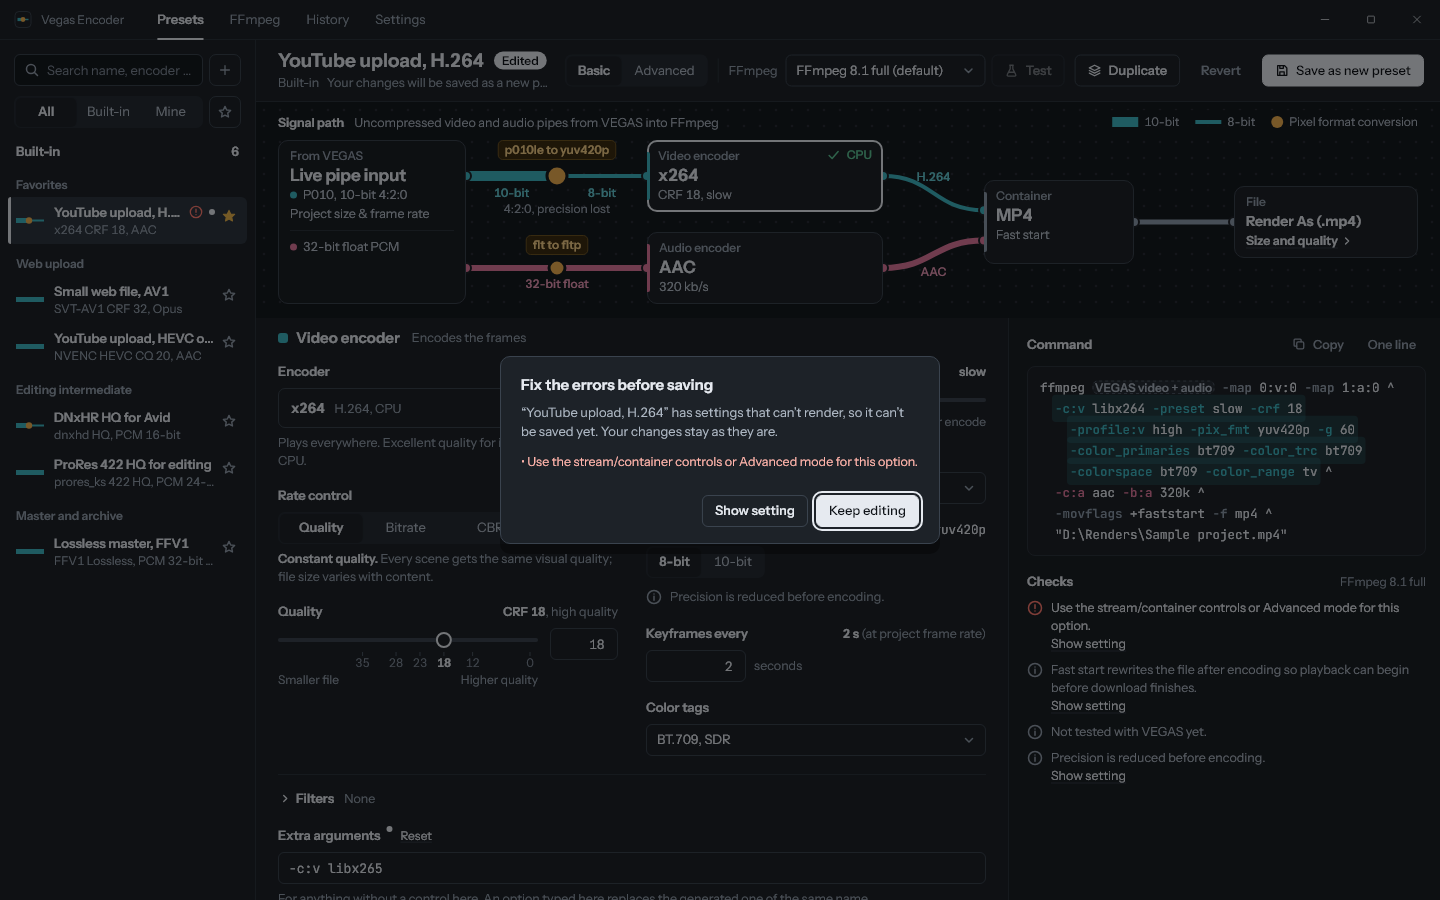 Vegas Encoder
Presets
FFmpeg
History
Settings
Search name, encoder ...
All
Built-in
Mine
Built-in
6
Favorites
YouTube upload, H....
x264 CRF 18, AAC
Web upload
Small web file, AV1
SVT-AV1 CRF 32, Opus
YouTube upload, HEVC o...
NVENC HEVC CQ 20, AAC
Editing intermediate
DNxHR HQ for Avid
dnxhd HQ, PCM 16-bit
ProRes 422 HQ for editing
prores_ks 422 HQ, PCM 24-...
Master and archive
Lossless master, FFV1
FFV1 Lossless, PCM 32-bit ...
YouTube upload, H.264
Edited
Built-in Your changes will be saved as a new p...
Basic
Advanced
FFmpeg
FFmpeg 8.1 full (default)
Test
Duplicate
Revert
Save as new preset
Signal path Uncompressed video and audio pipes from VEGAS into FFmpeg
10-bit
8-bit
Pixel format conversion
From VEGAS
Live pipe input
P010, 10-bit 4:2:0
Project size & frame rate
32-bit float PCM
p010le to yuv420p
10-bit
8-bit
4:2:0, precision lost
flt to fltp
32-bit float
Video encoder
CPU
x264
CRF 18, slow
Audio encoder
AAC
320 kb/s
H.264
AAC
Container
MP4
Fast start
File
Render As (.mp4)
Size and quality
Video encoder Encodes the frames
Encoder
slow
x264 H.264, CPU
Plays everywhere. Excellent quality for
CPU.
encode
Rate control
Quality
Bitrate
CBR
yuv420p
Constant quality. Every scene gets the same visual quality;
file size varies with content.
8-bit
10-bit
Precision is reduced before encoding.
Quality
CRF 18, high quality
18
35 28 23 18 12 0
Smaller file
Higher quality
Keyframes every
2 s (at project frame rate)
2
seconds
Color tags
BT.709, SDR
Filters None
Extra arguments
Reset
-c:v libx265
For anything without a control here. An option typed here replaces the generated one of the same name.
Fix the errors before saving
“YouTube upload, H.264” has settings that can’t render, so it can’t
be saved yet. Your changes stay as they are.
· Use the stream/container controls or Advanced mode for this option.
Show setting
Keep editing
Command
Copy
One line
ffmpeg VEGAS video + audio -map 0:v:0 -map 1:a:0 ^
-c:v libx264 -preset slow -crf 18
-profile:v high -pix_fmt yuv420p -g 60
-color_primaries bt709 -color_trc bt709
-colorspace bt709 -color_range tv ^
-c:a aac -b:a 320k ^
-movflags +faststart -f mp4 ^
"D:\Renders\Sample project.mp4"
Checks
FFmpeg 8.1 full
Use the stream/container controls or Advanced mode for this
option.
Show setting
Fast start rewrites the file after encoding so playback can begin
before download finishes.
Show setting
Not tested with VEGAS yet.
Precision is reduced before encoding.
Show setting